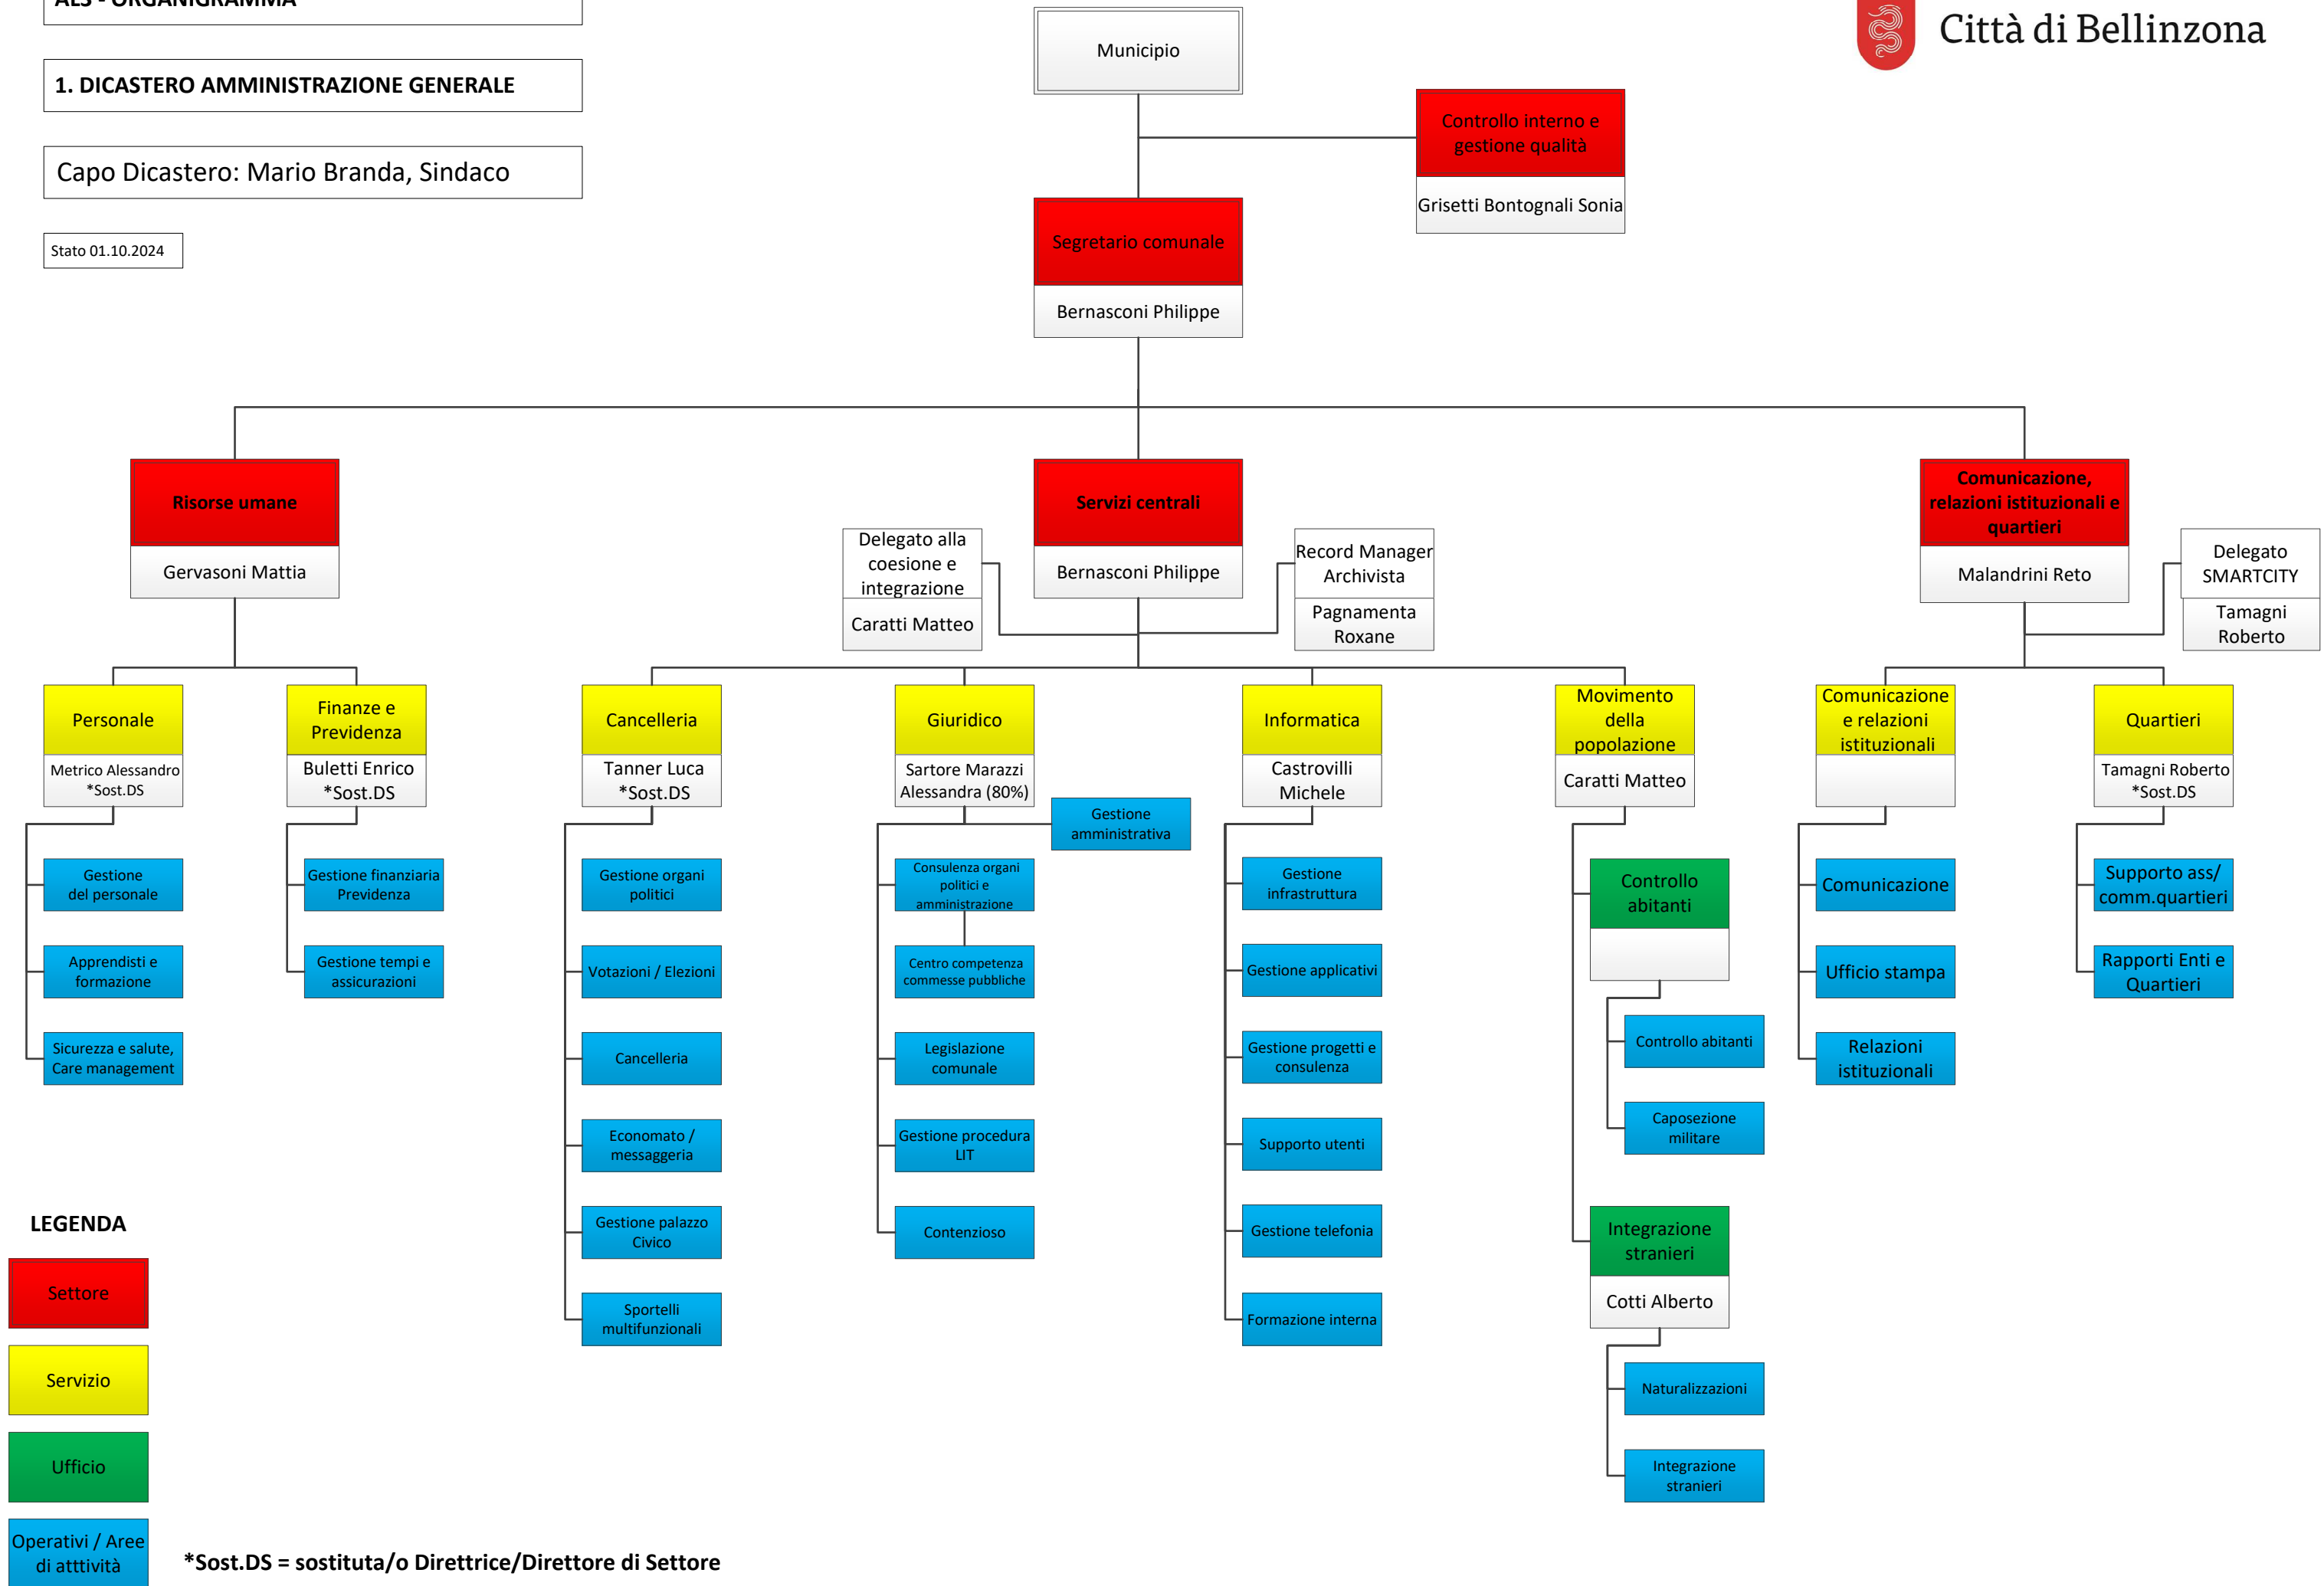 ALS - ORGANIGRAMMA
Città di Bellinzona
1. DICASTERO AMMINISTRAZIONE GENERALE
Capo Dicastero: Mario Branda, Sindaco
Stato 01.10.2024
Municipio
Controllo interno e
gestione qualità
Grisetti Bontognali Sonia
Segretario comunale
Bernasconi Philippe
Risorse umane
Gervasoni Mattia
Servizi centrali
Bernasconi Philippe
Comunicazione,
relazioni istituzionali e
quartieri
Malandrini Reto
Delegato alla
coesione e
integrazione
Caratti Matteo
Record Manager
Archivista
Pagnamenta
Roxane
Delegato
SMARTCITY
Tamagni
Roberto
Personale
Metrico Alessandro
*Sost.DS
Gestione
del personale
Apprendisti e
formazione
Sicurezza e salute,
Care management
Finanze e
Previdenza
Buletti Enrico
*Sost.DS
Gestione finanziaria
Previdenza
Gestione tempi e
assicurazioni
Cancelleria
Tanner Luca
*Sost.DS
Gestione organi
politici
Votazioni / Elezioni
Cancelleria
Economato /
messaggeria
Gestione palazzo
Civico
Sportelli
multifunzionali
Giuridico
Sartore Marazzi
Alessandra (80%)
Gestione
amministrativa
Consulenza organi
politici e
amministrazione
Centro competenza
commesse pubbliche
Legislazione
comunale
Gestione procedura
LIT
Contenzioso
Informatica
Castrovilli
Michele
Gestione
infrastruttura
Gestione applicativi
Gestione progetti e
consulenza
Supporto utenti
Gestione telefonia
Formazione interna
Movimento
della
popolazione
Caratti Matteo
Controllo
abitanti
Controllo abitanti
Caposezione
militare
Integrazione
stranieri
Cotti Alberto
Naturalizzazioni
Integrazione
stranieri
Comunicazione
e relazioni
istituzionali
Comunicazione
Ufficio stampa
Relazioni
istituzionali
Quartieri
Tamagni Roberto
*Sost.DS
Supporto ass/
comm.quartieri
Rapporti Enti e
Quartieri
LEGENDA
Settore
Servizio
Ufficio
Operativi / Aree
di atttività
*Sost.DS = sostituta/o Direttrice/Direttore di Settore